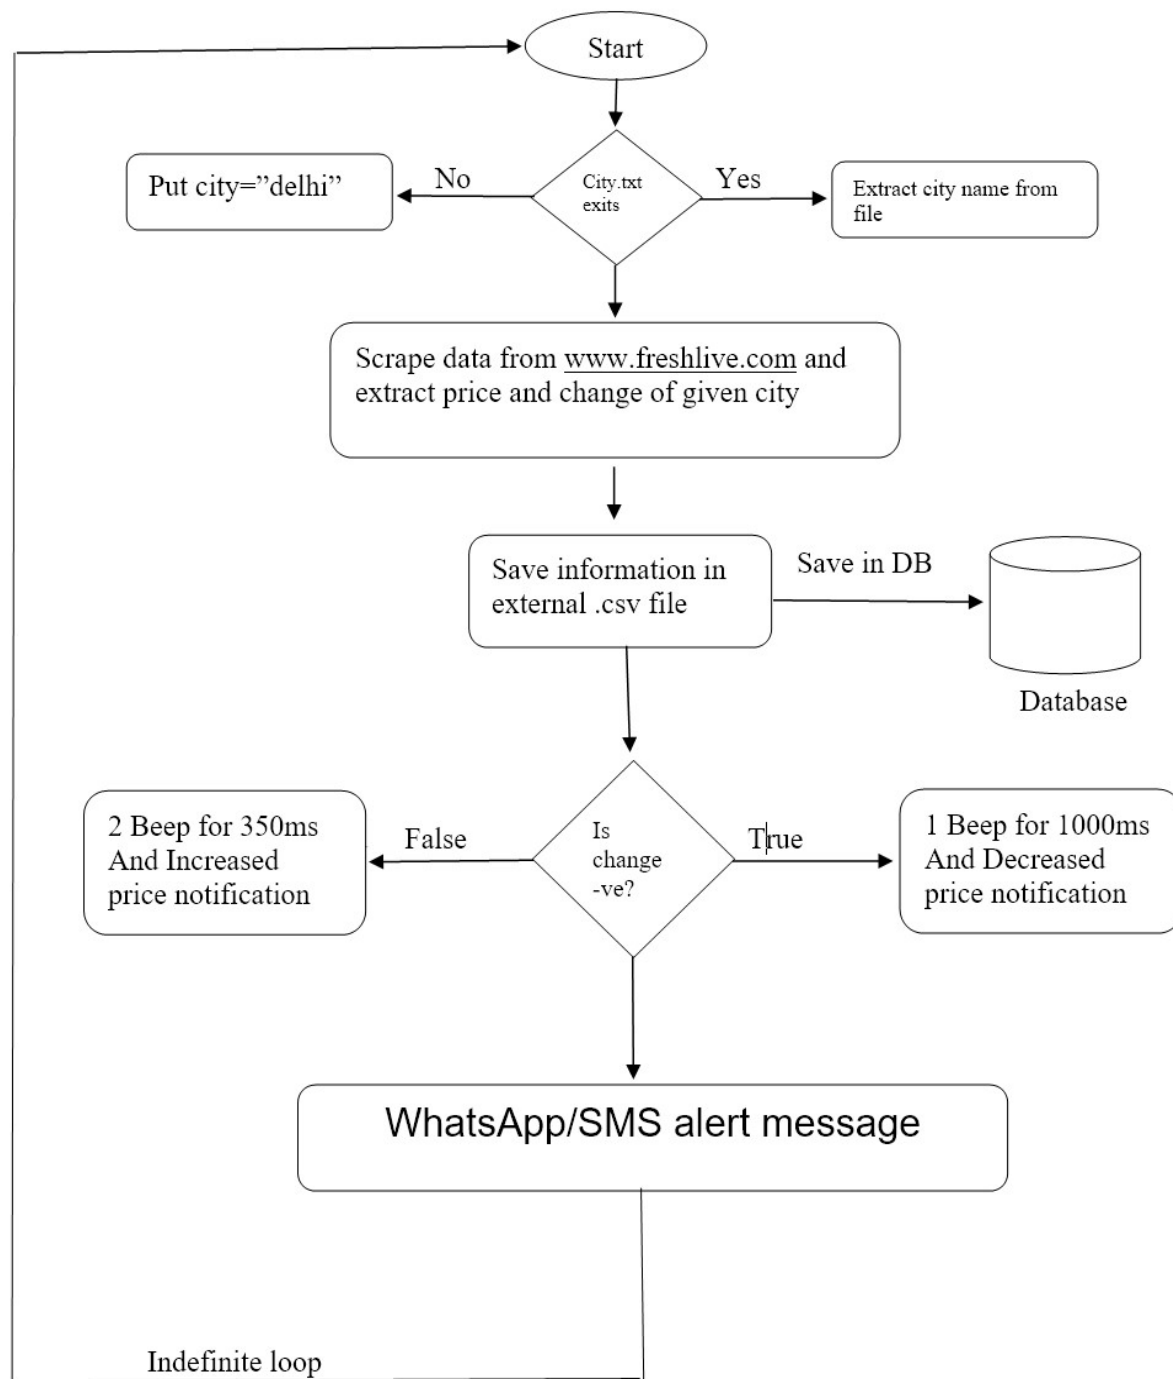 Start
City.txt
exits
No
Yes
Put city=”delhi”
Extract city name from
file
Scrape data from www.freshlive.com and
extract price and change of given city
Save information in
external .csv file
Save in DB
Database
Is
change
-ve?
False
True
2 Beep for 350ms
And Increased
price notification
1 Beep for 1000ms
And Decreased
price notification
WhatsApp/SMS alert message
Indefinite loop